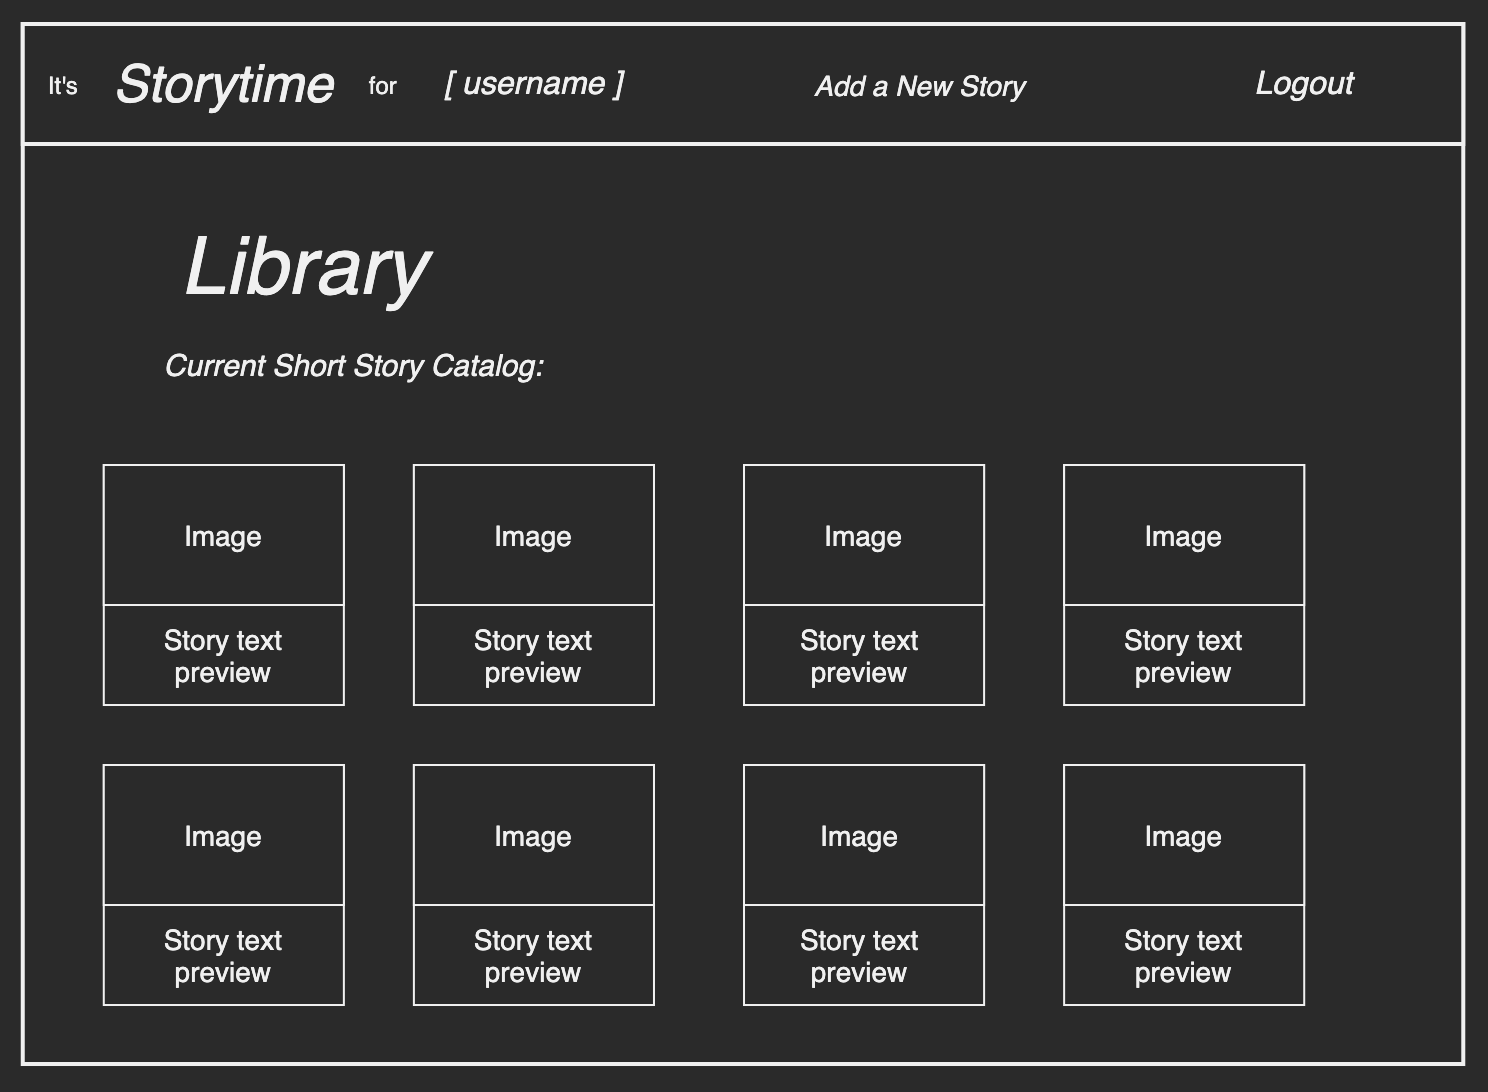 It's Storytime for [ username ] Add a New Story Logout
Library
Current Short Story Catalog:
Image Image Image Image
Story text Story text Story text Story text
preview preview preview preview
Image Image Image Image
Story text Story text Story text Story text
preview preview preview preview